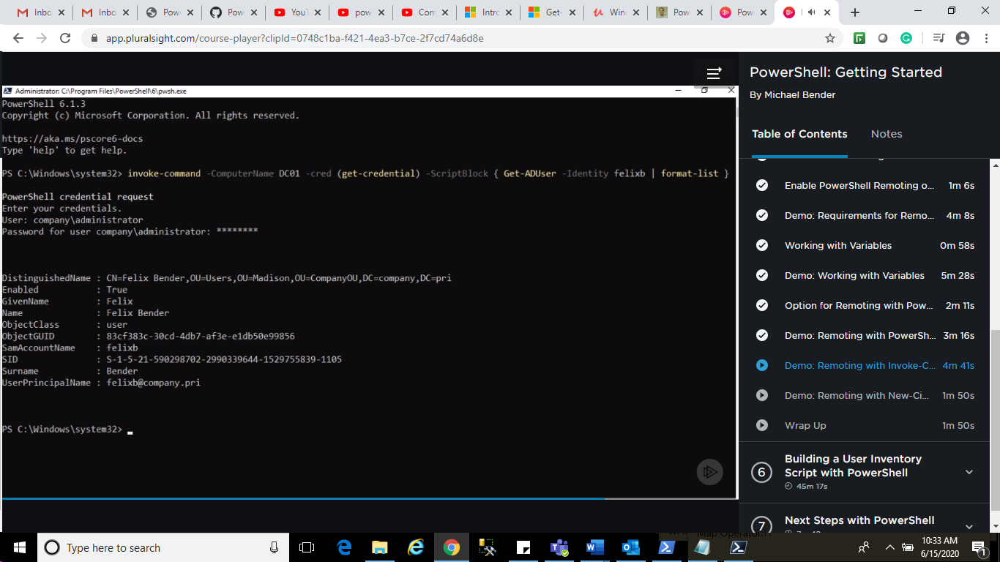 Inbo
Inbo
Pow
Pow
YouT
pow
Com
Intro
Get-
Win
Pow
Pow
app.pluralsight.com/course-player?clipId=0748c1ba-f421-4ea3-b7ce-2f7cd74a6d8e
Administrator: C:\Program Files\PowerShell\6\pwsh.exe
PowerShell 6.1.3
Copyright (c) Microsoft Corporation. All rights reserved.
https://aka.ms/pscore6-docs
Type 'help' to get help.
PS C:\Windows\system32> invoke-command -ComputerName DC01 -cred (get-credential) -ScriptBlock { Get-ADUser -Identity felixb | format-list }
PowerShell credential request
Enter your credentials.
User: company\administrator
Password for user company\administrator: ********
DistinguishedName : CN=Felix Bender,OU=Users,OU=Madison,OU=CompanyOU,DC=company,DC=pri
Enabled : True
GivenName : Felix
Name : Felix Bender
ObjectClass : user
ObjectGUID : 83cf383c-30cd-4db7-af3e-e1db50e99856
SamAccountName : felixb
SID : S-1-5-21-590298702-2990339644-1529755839-1105
Surname : Bender
UserPrincipalName : felixb@company.pri
PS C:\Windows\system32>
PowerShell: Getting Started
By Michael Bender
Table of Contents Notes
Enable PowerShell Remoting o... 1m 6s
Demo: Requirements for Remo... 4m 8s
Working with Variables 0m 58s
Demo: Working with Variables 5m 28s
Option for Remoting with Pow... 2m 11s
Demo: Remoting with PowerSh... 3m 16s
Demo: Remoting with Invoke-C... 4m 41s
Demo: Remoting with New-Ci... 1m 50s
Wrap Up 1m 50s
6 Building a User Inventory
Script with PowerShell
45m 17s
7 Next Steps with PowerShell
Type here to search
10:33 AM
6/15/2020
1